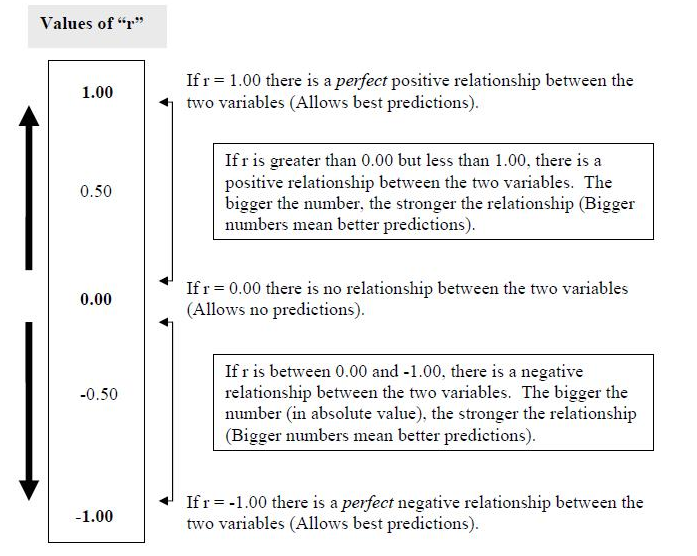 Values of “r”
1.00
If r = 1.00 there is a perfect positive relationship between the
two variables (Allows best predictions).
If r is greater than 0.00 but less than 1.00, there is a
positive relationship between the two variables.  The
bigger the number, the stronger the relationship (Bigger
numbers mean better predictions).
0.50
If r = 0.00 there is no relationship between the two variables
(Allows no predictions).
0.00
If r is between 0.00 and -1.00, there is a negative
relationship between the two variables.  The bigger the
number (in absolute value), the stronger the relationship
(Bigger numbers mean better predictions).
-0.50
If r = -1.00 there is a perfect negative relationship between the
two variables (Allows best predictions).
-1.00